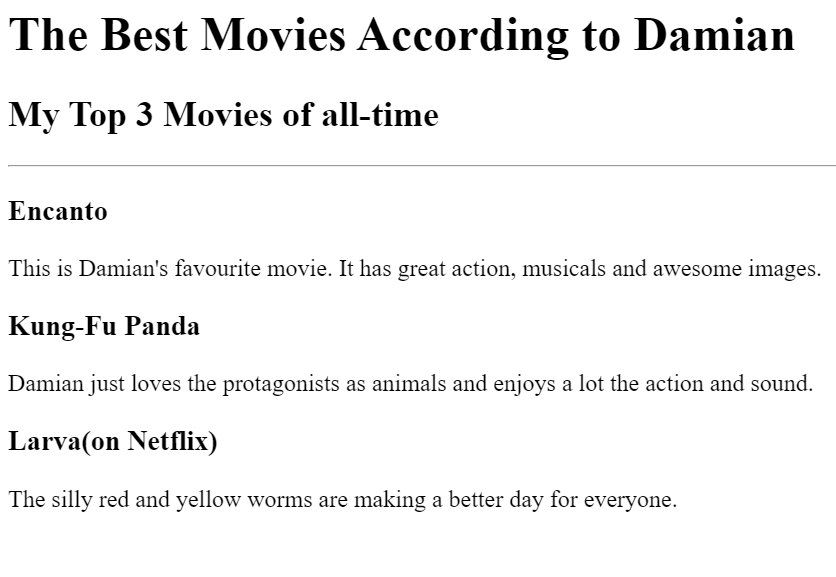 The Best Movies According to Damian
My Top 3 Movies of all-time
Encanto
This is Damian's favourite movie. It has great action, musicals and awesome images.
Kung-Fu Panda
Damian just loves the protagonists as animals and enjoys a lot the action and sound.
Larva(on Netflix)
The silly red and yellow worms are making a better day for everyone.